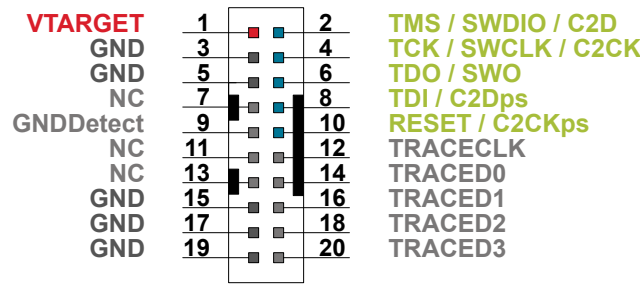 VTARGET 1 2 TMS / SWDIO / C2D
GND 3 4 TCK / SWCLK / C2CK
GND 5 6 TDO / SWO
NC 7 8 TDI / C2Dps
GNDDetect 9 10 RESET / C2CKps
NC 11 12 TRACECLK
NC 13 14 TRACED0
GND 15 16 TRACED1
GND 17 18 TRACED2
GND 19 20 TRACED3